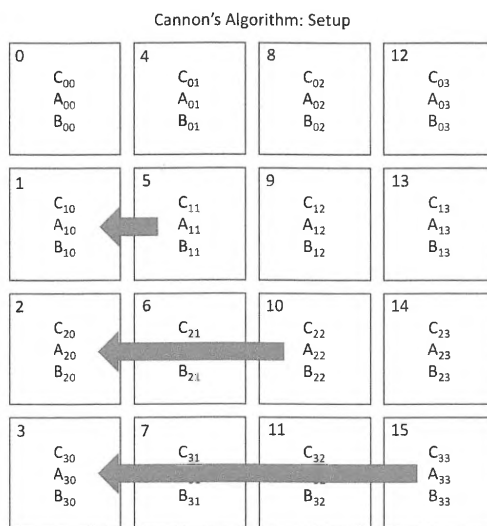 Cannon's Algorithm: Setup
0
C00
A00
B00
4
C01
A01
B01
8
C02
A02
B02
12
C03
A03
B03
1
C10
A10
B10
5
C11
A11
B11
9
C12
A12
B12
13
C13
A13
B13
2
C20
A20
B20
6
C21
B21
10
C22
A22
B22
14
C23
A23
B23
3
C30
A30
B30
7
C31
B31
11
C32
B32
15
C33
A33
B33